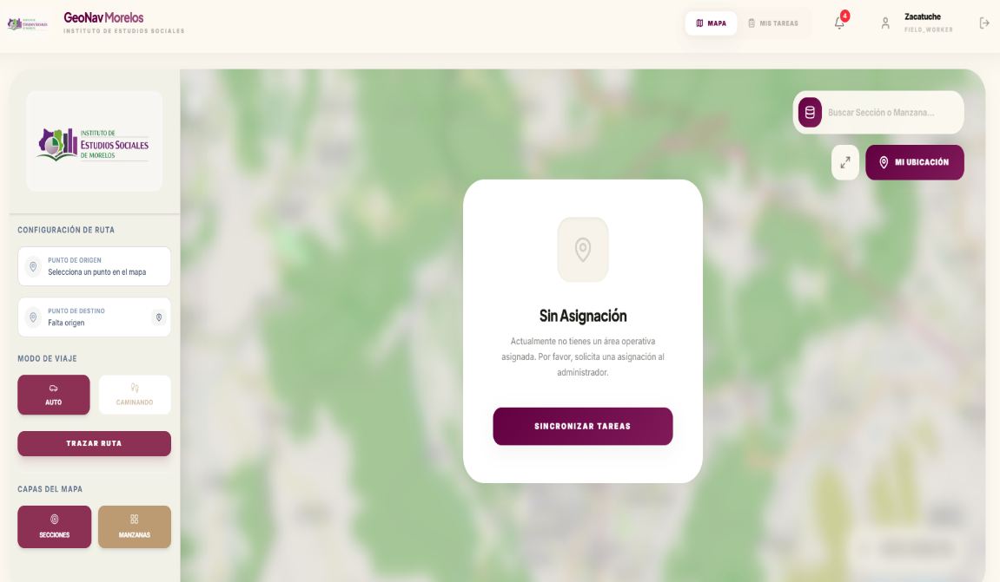 GeoNav Morelos
INSTITUTO DE ESTUDIOS SOCIALES
MAPA
MIS TAREAS
4
Zacatuche
FIELD_WORKER
INSTITUTO DE
ESTUDIOS SOCIALES
DE MORELOS
CONFIGURACIÓN DE RUTA
PUNTO DE ORIGEN
Selecciona un punto en el mapa
PUNTO DE DESTINO
Falta origen
MODO DE VIAJE
AUTO
CAMINANDO
TRAZAR RUTA
CAPAS DEL MAPA
SECCIONES
MANZANAS
Buscar Sección o Manzana...
MI UBICACIÓN
Sin Asignación
Actualmente no tienes un área operativa
asignada. Por favor, solicita una asignación al
administrador.
SINCRONIZAR TAREAS